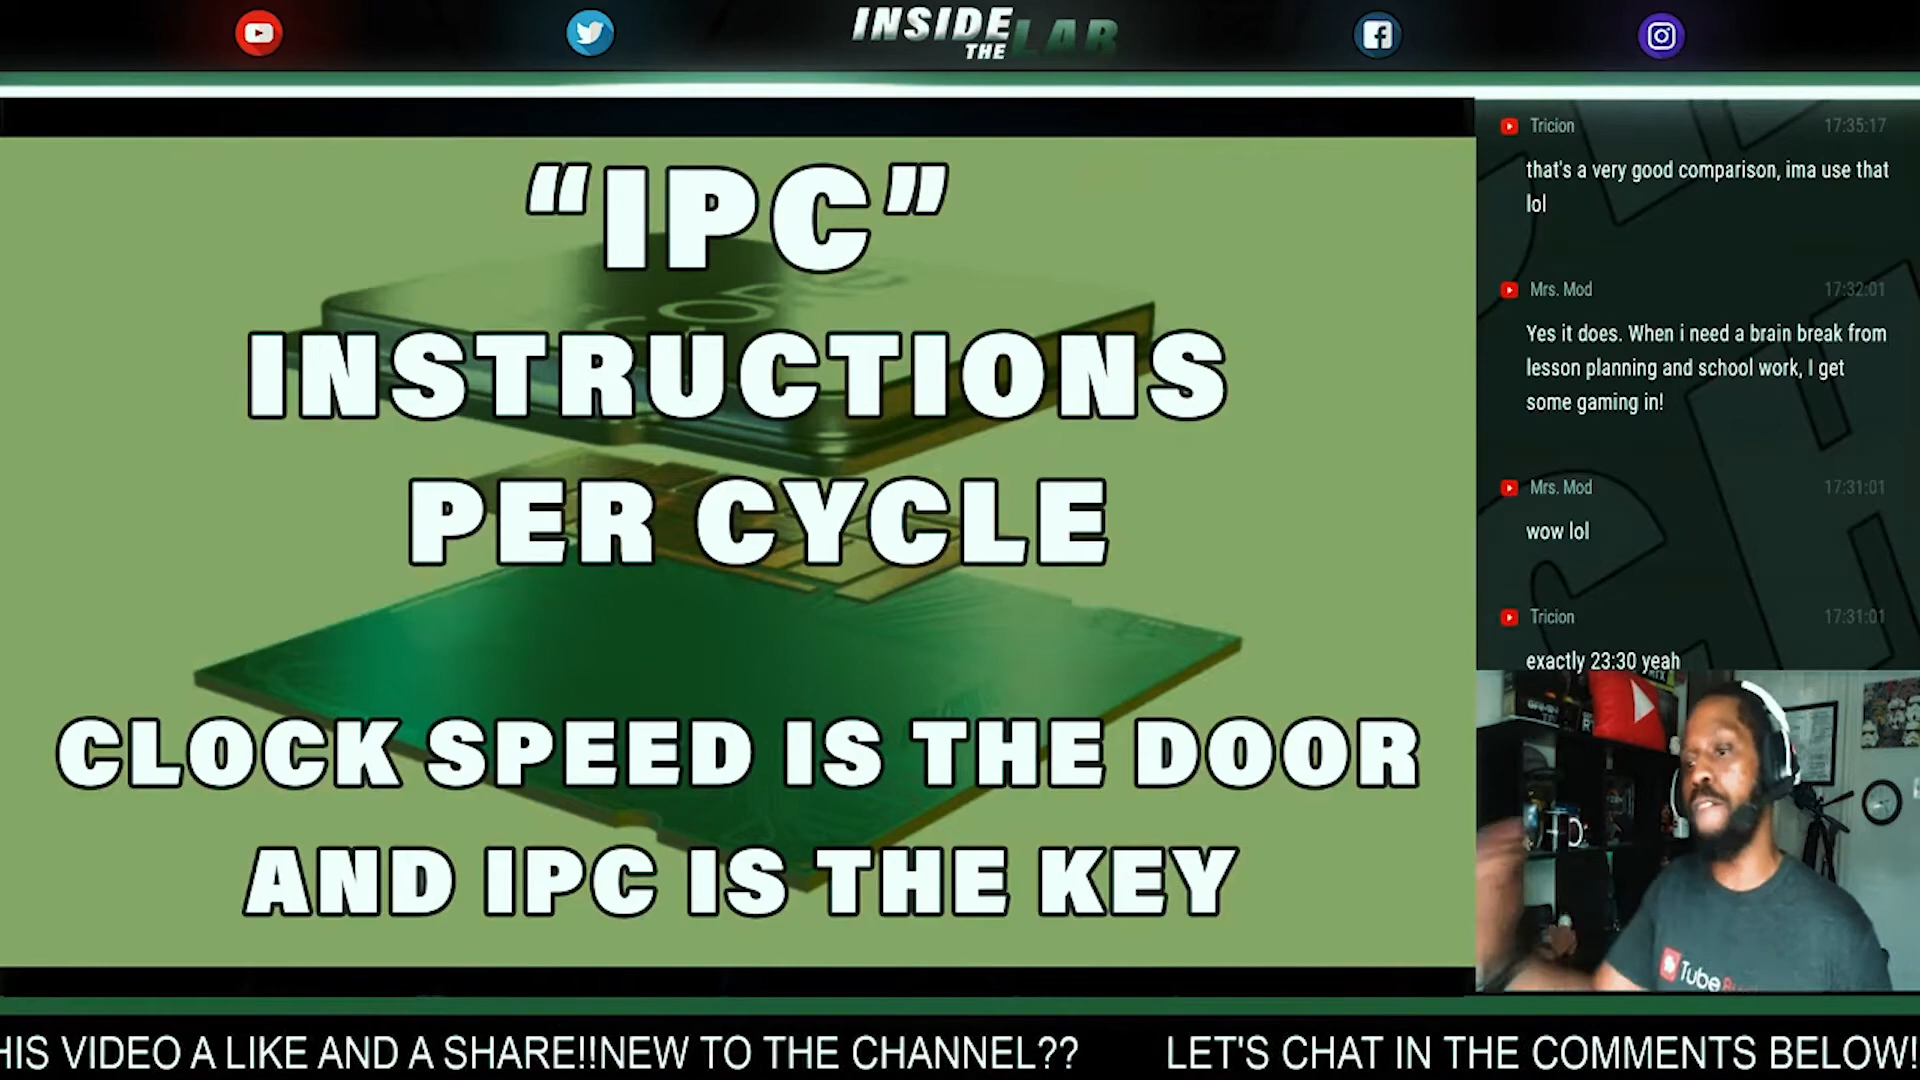 INSIDE
THE LAB
"IPC"
INSTRUCTIONS
PER CYCLE
CLOCK SPEED IS THE DOOR
AND IPC IS THE KEY
Tricion 17:35:17
that's a very good comparison, ima use that
lol
Mrs. Mod 17:32:01
Yes it does. When i need a brain break from
lesson planning and school work, I get
some gaming in!
Mrs. Mod 17:31:01
wow lol
Tricion 17:31:01
exactly 23:30 yeah
Tube
HIS VIDEO A LIKE AND A SHARE!!NEW TO THE CHANNEL?? LET'S CHAT IN THE COMMENTS BELOW!